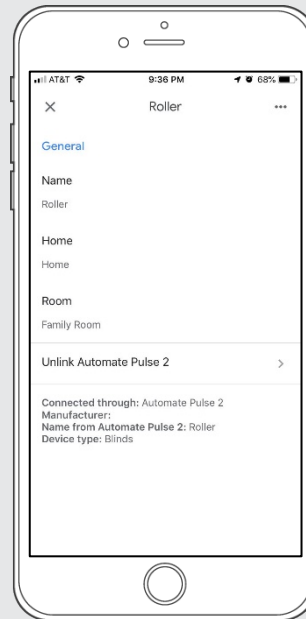 AT&T 9:36 PM 68%
Roller
General
Name
Roller
Home
Home
Room
Family Room
Unlink Automate Pulse 2
Connected through: Automate Pulse 2
Manufacturer:
Name from Automate Pulse 2: Roller
Device type: Blinds